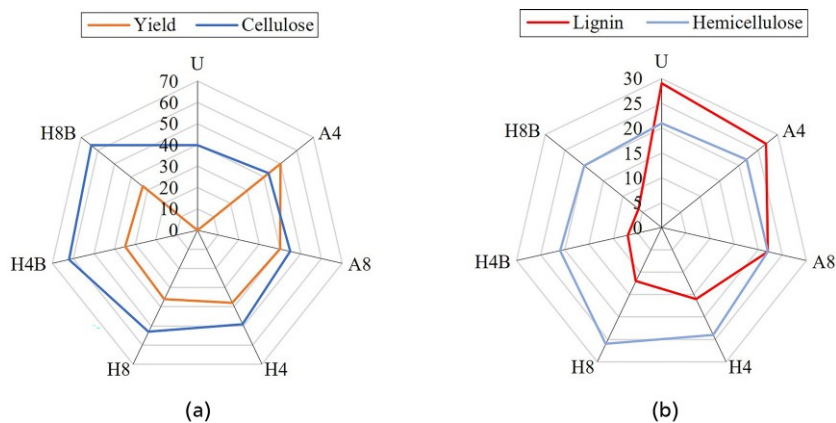 Yield Cellulose
U
70
60
50
40
30
20
10
0
A4
A8
H4
H8
H4B
H8B
(a)
Lignin Hemicellulose
U
30
25
20
15
10
5
0
A4
A8
H4
H8
H4B
H8B
(b)